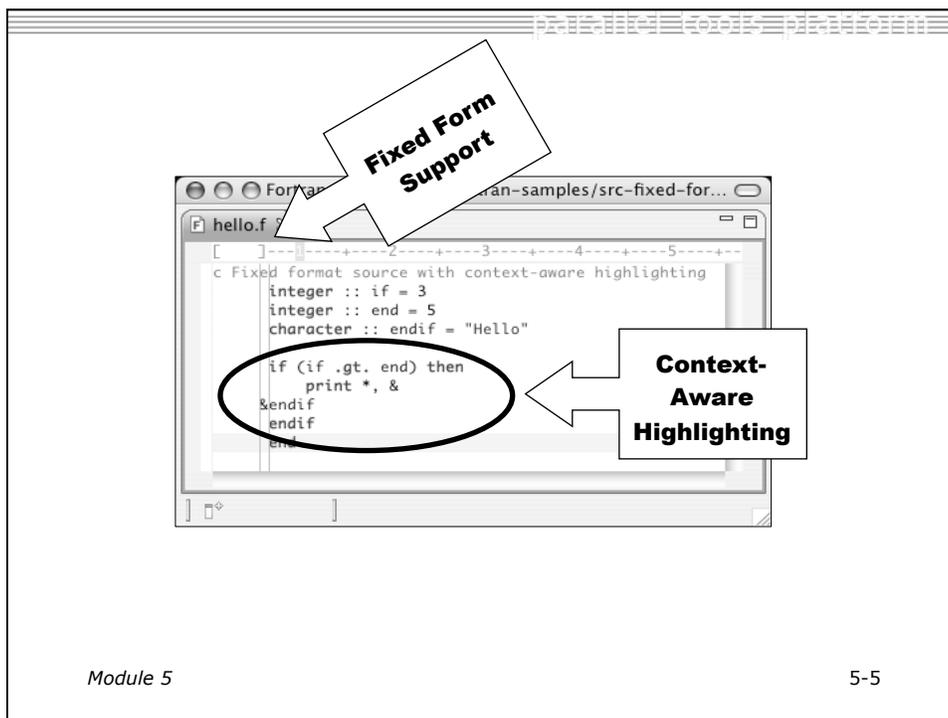 parallel tools platform
Fixed Form
Support
Fortran
tran-samples/src-fixed-for...
hello.f
[    ]---1----+----2----+----3----+----4----+----5----+--
c Fixed format source with context-aware highlighting
integer :: if = 3
integer :: end = 5
character :: endif = "Hello"
if (if .gt. end) then
print *, &
&endif
endif
end
Context-
Aware
Highlighting
Module 5
5-5